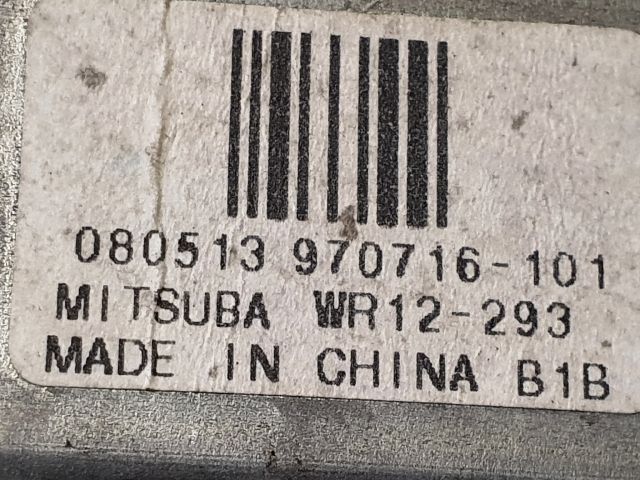 080513 970716-101
MITSUBA WR12-293
MADE IN CHINA B1B